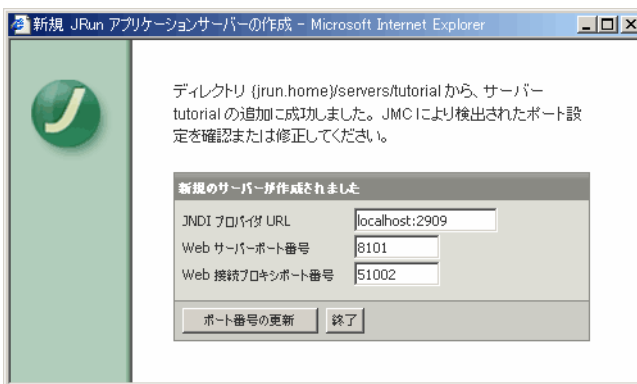 新規 JRun アプリケーションサーバーの作成 - Microsoft Internet Explorer
ディレクトリ {jrun.home}/servers/tutorial から、サーバー
tutorial の追加に成功しました。JMC により検出されたポート設
定を確認または修正してください。
新規のサーバーが作成されました
JNDI プロバイダ URL localhost:2909
Web サーバーポート番号 8101
Web 接続プロキシポート番号 51002
ポート番号の更新 終了